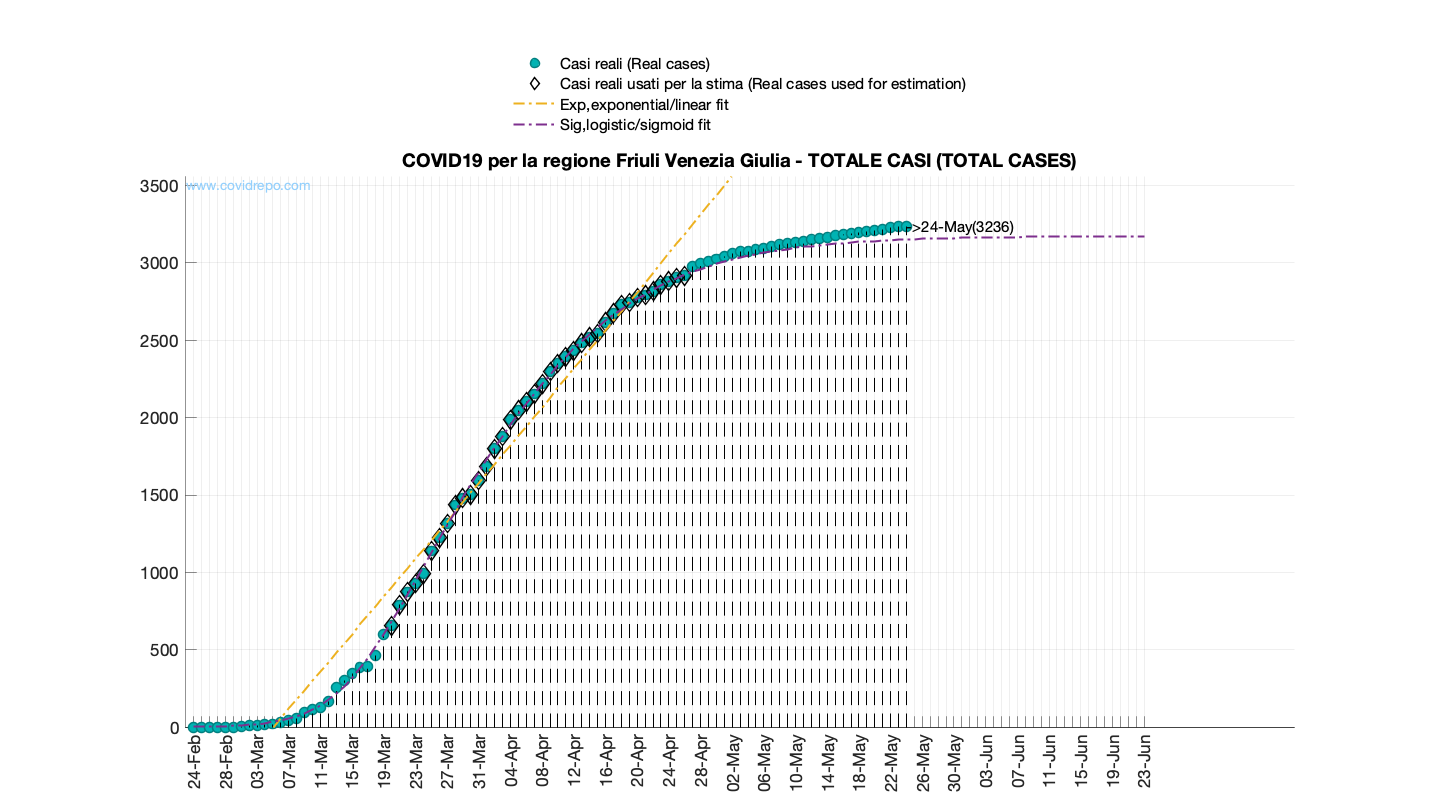 Casi reali (Real cases)
Casi reali usati per la stima (Real cases used for estimation)
Exp,exponential/linear fit
Sig,logistic/sigmoid fit
COVID19 per la regione Friuli Venezia Giulia - TOTALE CASI (TOTAL CASES)
www.covidrepo.com
3500
3000
2500
2000
1500
1000
500
0
>24-May(3236)
24-Feb
28-Feb
03-Mar
07-Mar
11-Mar
15-Mar
19-Mar
23-Mar
27-Mar
31-Mar
04-Apr
08-Apr
12-Apr
16-Apr
20-Apr
24-Apr
28-Apr
02-May
06-May
10-May
14-May
18-May
22-May
26-May
30-May
03-Jun
07-Jun
11-Jun
15-Jun
19-Jun
23-Jun